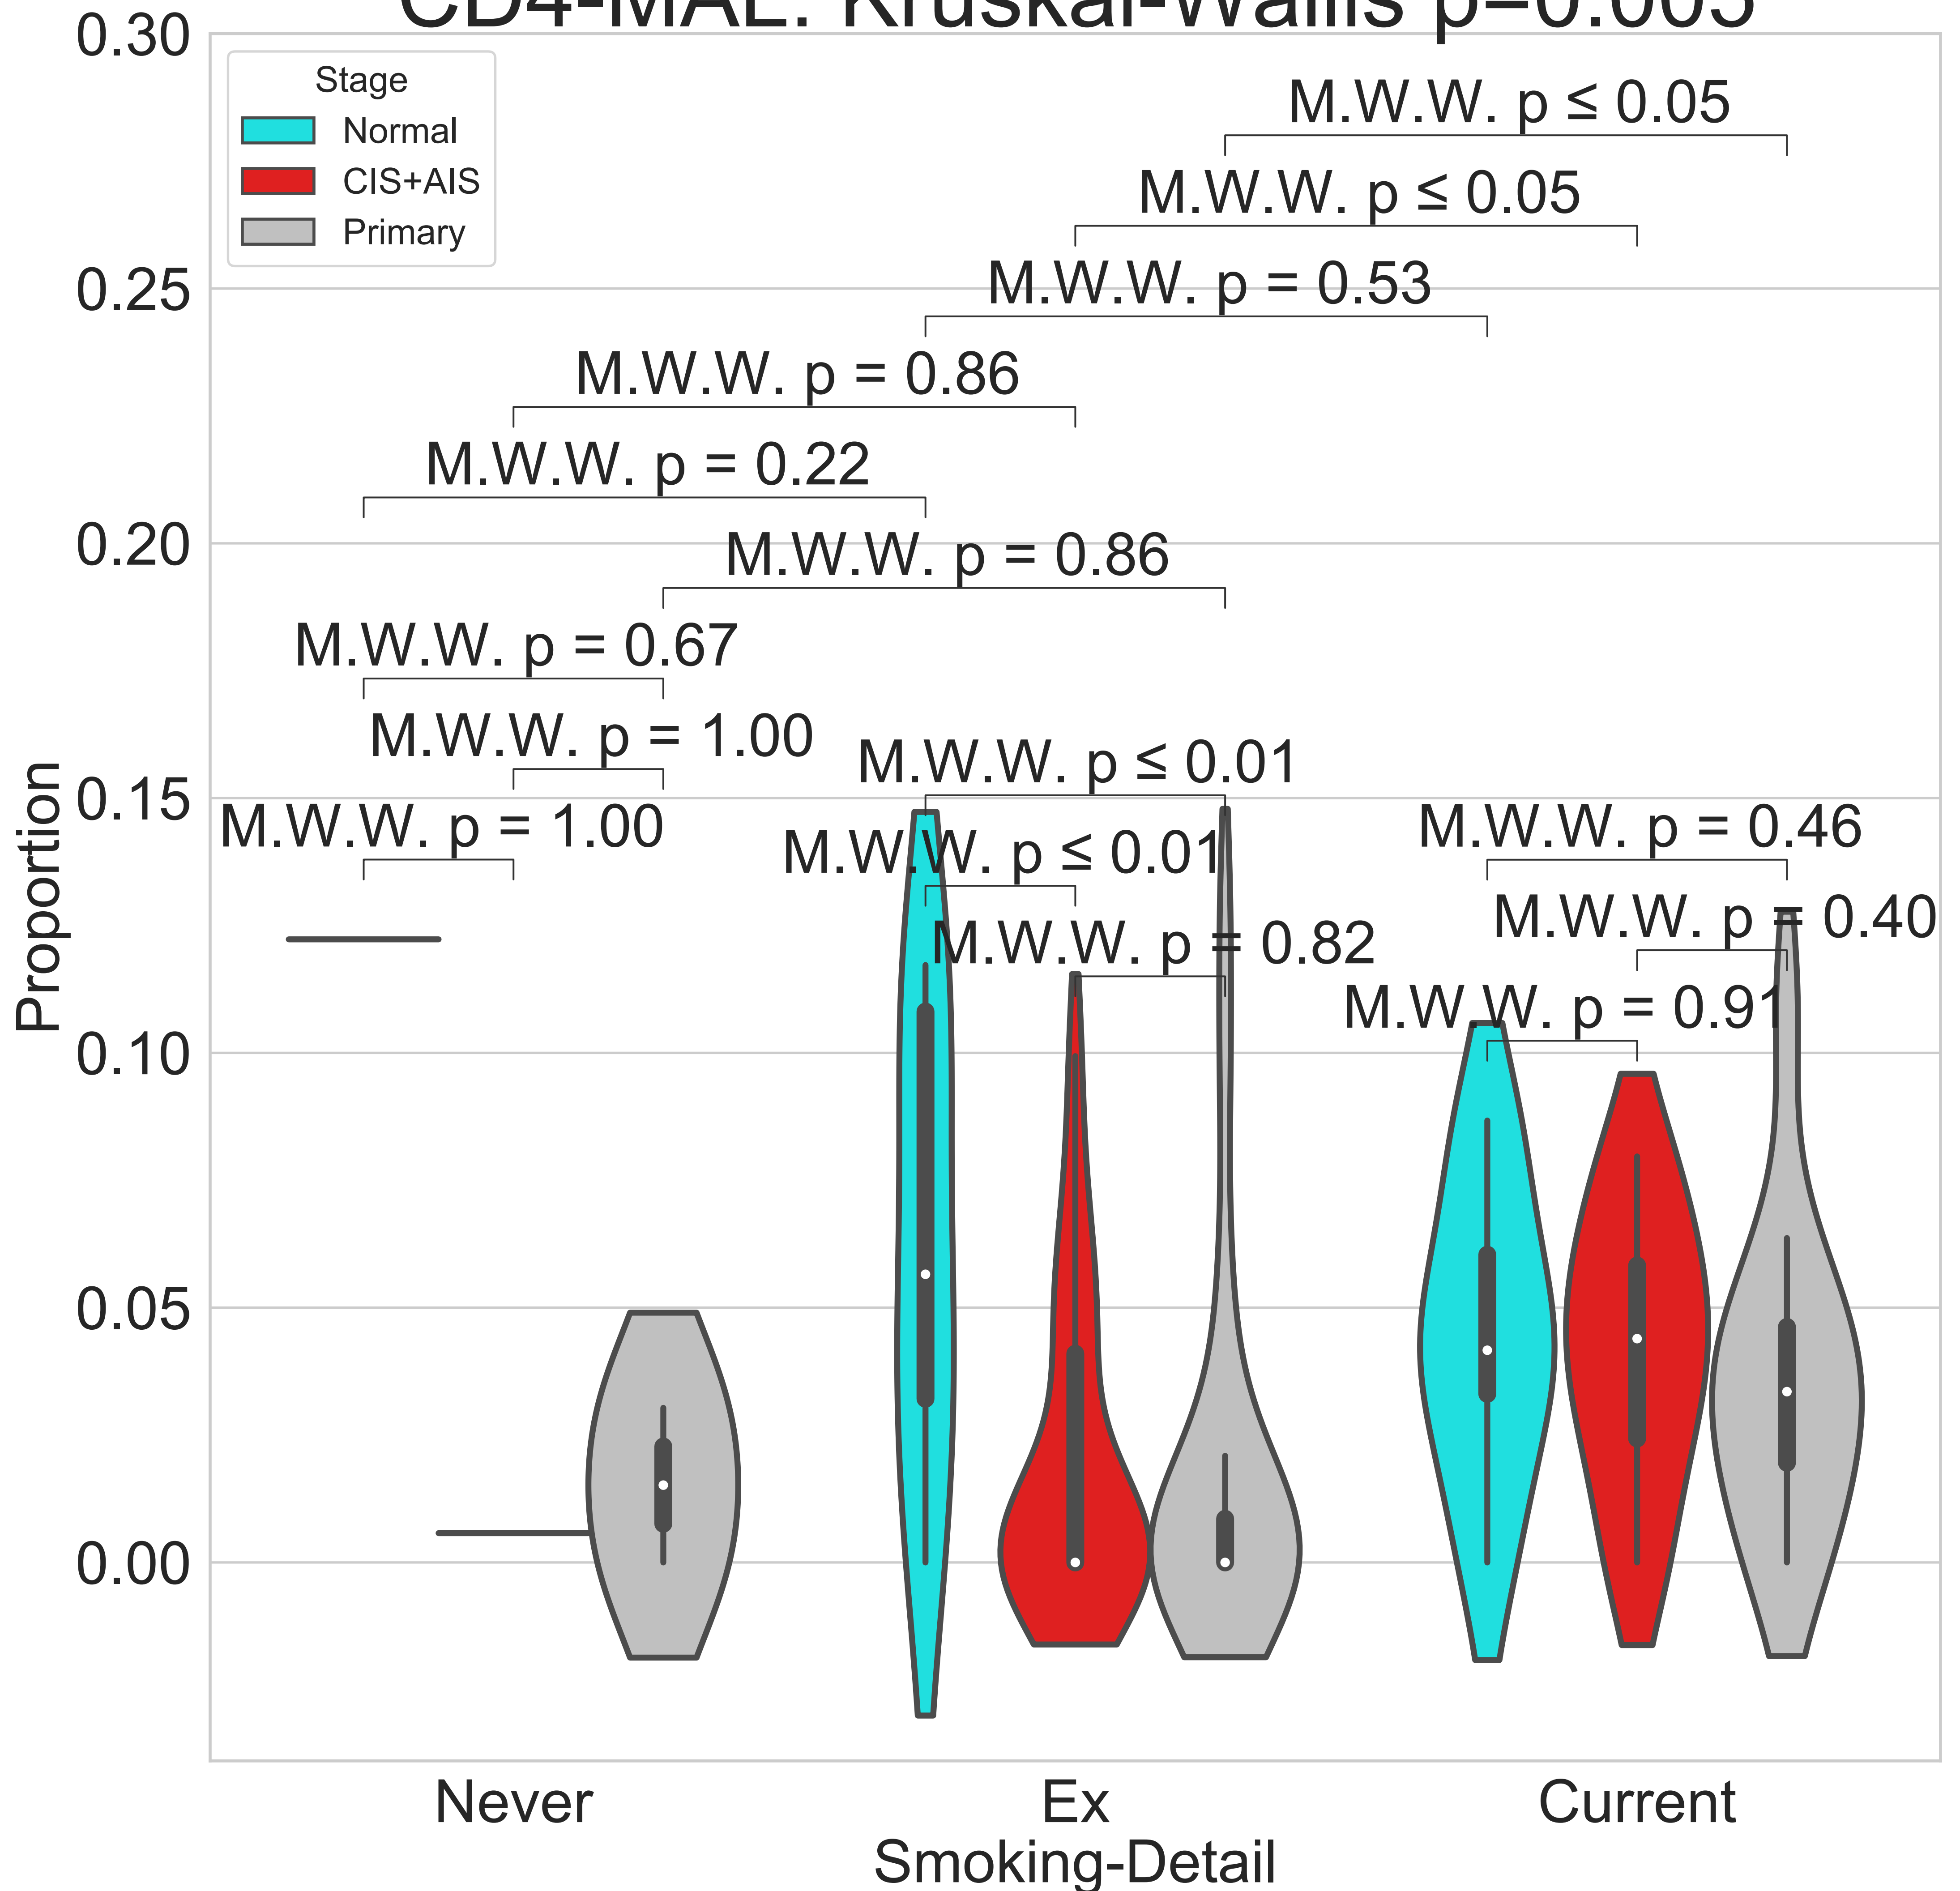 CD4-MAE: Kruskal-Wallis p=0.005
0.30
Stage
Normal
CIS+AIS
Primary
M.W.W. p ≤ 0.05
M.W.W. p ≤ 0.05
0.25
M.W.W. p = 0.53
M.W.W. p = 0.86
M.W.W. p = 0.22
0.20
M.W.W. p = 0.86
M.W.W. p = 0.67
M.W.W. p = 1.00
M.W.W. p ≤ 0.01
0.15
M.W.W. p = 1.00
M.W.W. p ≤ 0.01
M.W.W. p = 0.46
M.W.W. p = 0.82
M.W.W. p = 0.40
M.W.W. p = 0.91
Proportion
0.10
0.05
0.00
Never
Ex
Current
Smoking-Detail